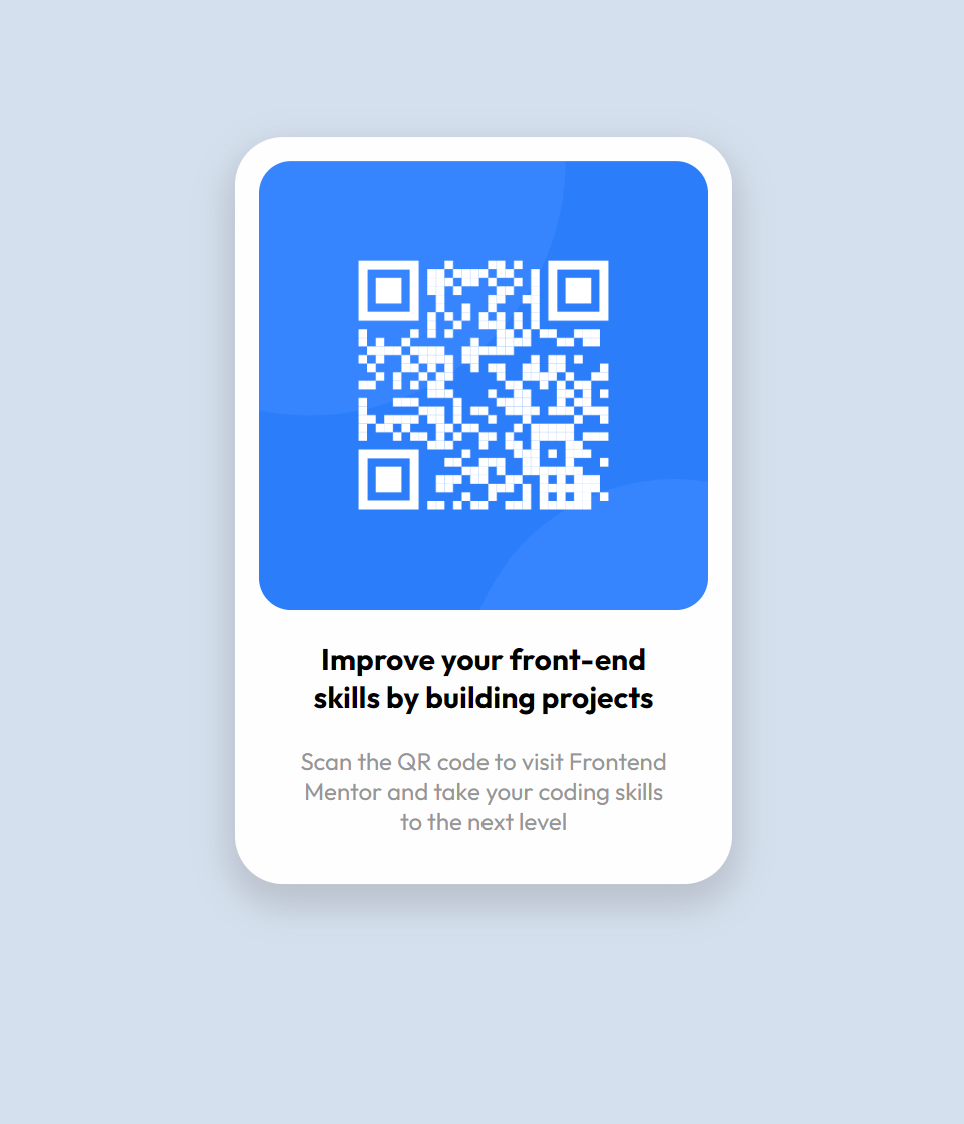 Improve your front-end
skills by building projects
Scan the QR code to visit Frontend
Mentor and take your coding skills
to the next level